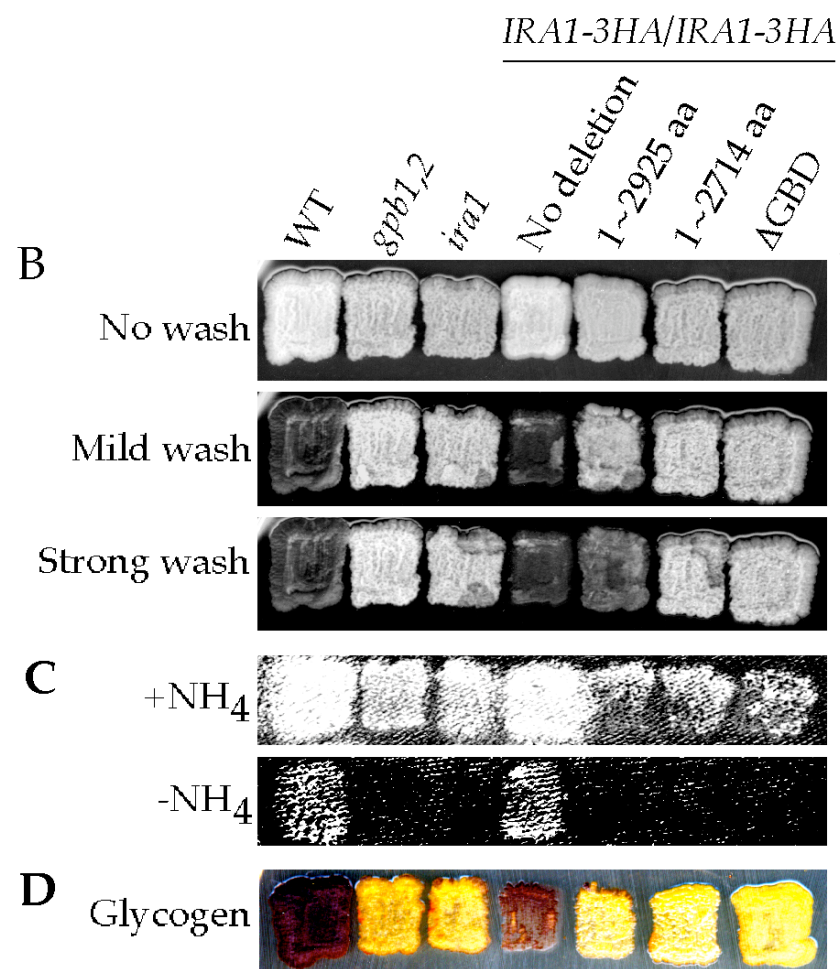 IRA1-3HA/IRA1-3HA
WT
gpb1,2
ira1
No deletion
1~2925 aa
1~2714 aa
ΔGBD
B
No wash
Mild wash
Strong wash
C
+NH4
-NH4
D
Glycogen